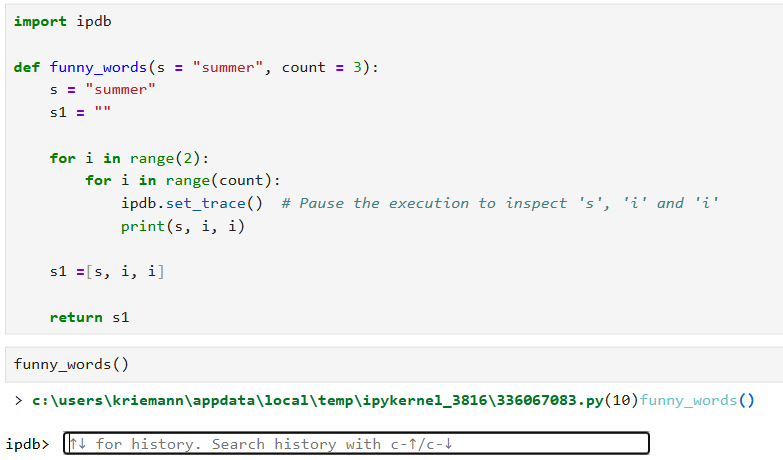 import ipdb
def funny_words(s = "summer", count = 3):
    s = "summer"
    s1 = ""
    for i in range(2):
        for i in range(count):
            ipdb.set_trace()  # Pause the execution to inspect 's', 'i' and 'i'
            print(s, i, i)
    s1 =[s, i, i]
    return s1
funny_words()
> c:\users\kriemann\appdata\local\temp\ipykernel_3816\336067083.py(10)funny_words()
ipdb> ↑↓ for history. Search history with c-↑/c-↓